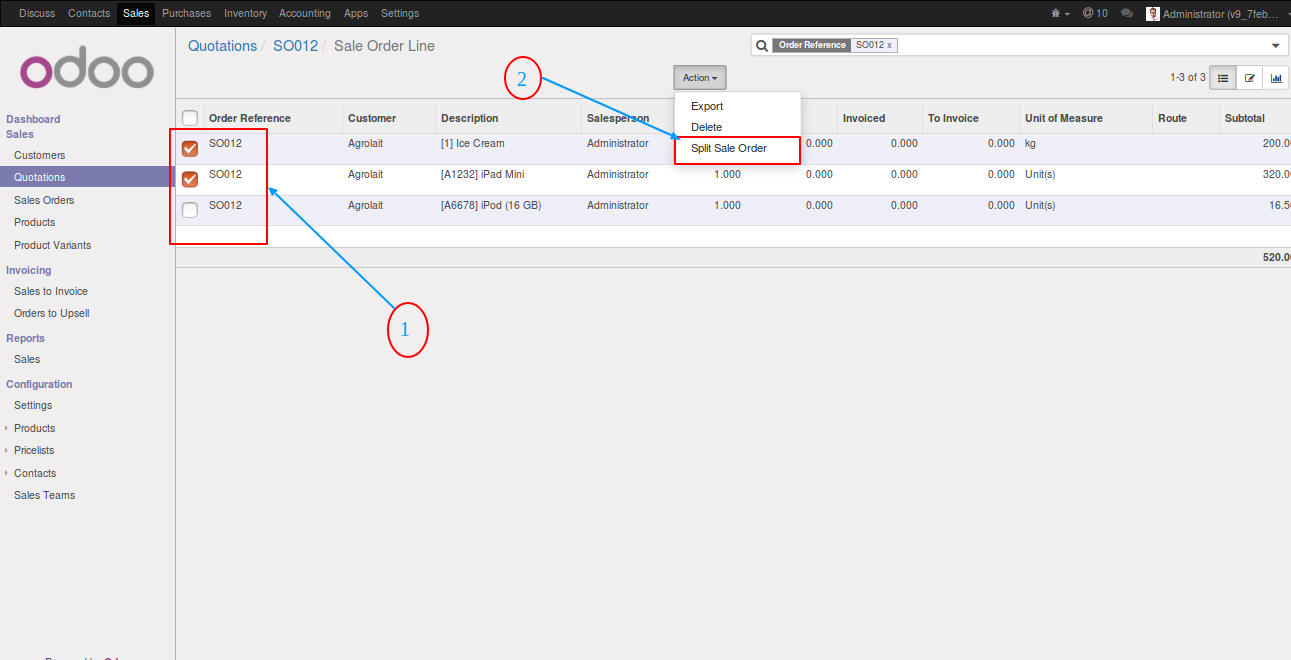 Discuss Contacts Sales Purchases Inventory Accounting Apps Settings @ 10 Administrator (v9_7feb...
odoo
Quotations / SO012 / Sale Order Line
Order Reference SO012 x
2
Action
1-3 of 3
Export
Delete
Split Sale Order
Dashboard
Sales
Customers
Quotations
Sales Orders
Products
Product Variants
Invoicing
Sales to Invoice
Orders to Upsell
Reports
Sales
Configuration
Settings
Products
Pricelists
Contacts
Sales Teams
Order Reference Customer Description Salesperson Invoiced To Invoice Unit of Measure Route Subtotal
SO012 Agrolait [1] Ice Cream Administrator 0.000 0.000 0.000 kg 200.0
SO012 Agrolait [A1232] iPad Mini Administrator 1.000 0.000 0.000 0.000 Unit(s) 320.0
SO012 Agrolait [A6678] iPod (16 GB) Administrator 1.000 0.000 0.000 0.000 Unit(s) 16.5
520.0
1